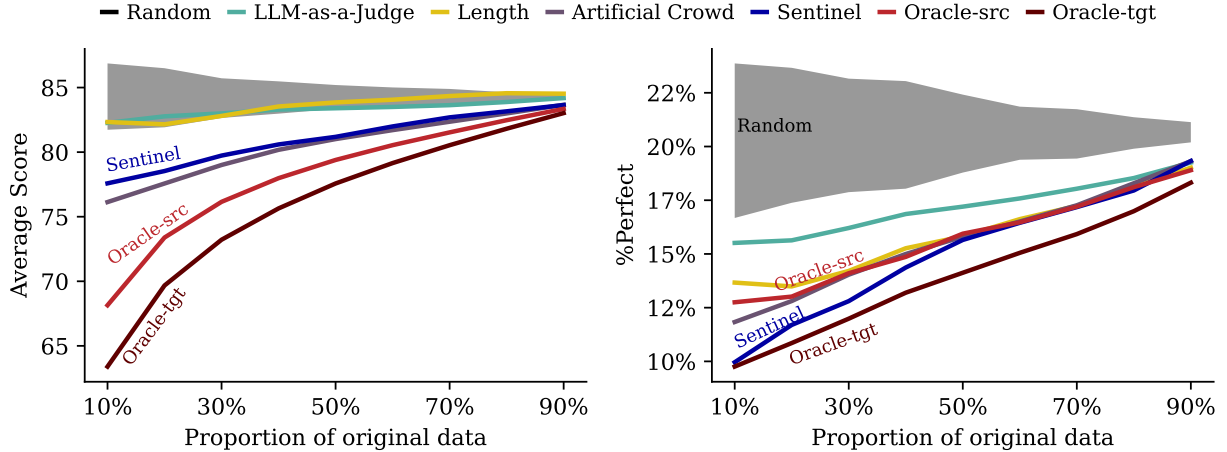 Random LLM-as-a-Judge Length Artificial Crowd Sentinel Oracle-src Oracle-tgt
Average Score
85
80
75
70
65
Sentinel
Oracle-src
Oracle-tgt
10% 30% 50% 70% 90%
Proportion of original data
%Perfect
22%
20%
17%
15%
12%
10%
Random
Oracle-src
Sentinel
Oracle-tgt
10% 30% 50% 70% 90%
Proportion of original data